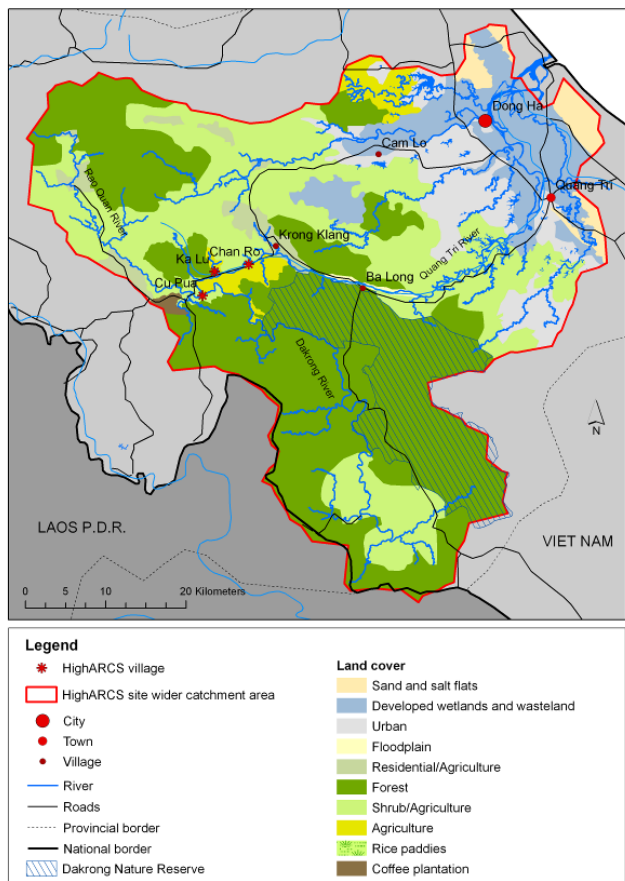 Dong Ha
Cam Lo
Quang Tri
Rao Quan River
Krong Klang
Chan Ro
Ka Lu
Quang Tri River
Cu Pua
Ba Long
Dakrong River
N
LAOS P.D.R.
VIET NAM
0 5 10 20 Kilometers
Legend
HighARCS village
HighARCS site wider catchment area
City
Town
Village
River
Roads
Provincial border
National border
Dakrong Nature Reserve
Land cover
Sand and salt flats
Developed wetlands and wasteland
Urban
Floodplain
Residential/Agriculture
Forest
Shrub/Agriculture
Agriculture
Rice paddies
Coffee plantation